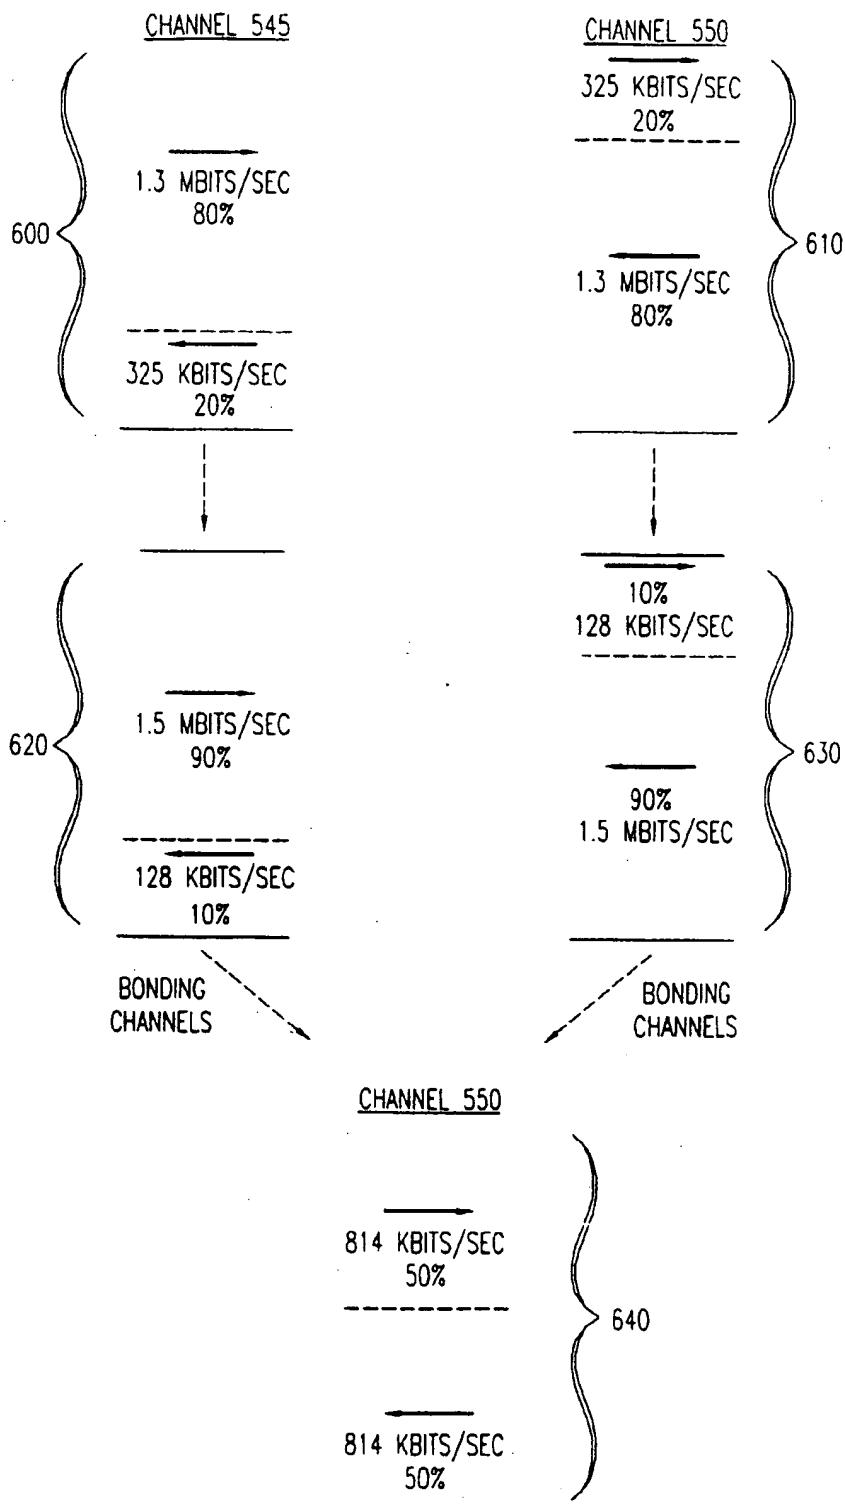 CHANNEL 545
CHANNEL 550
325 KBITS/SEC
20%
1.3 MBITS/SEC
80%
600
610
1.3 MBITS/SEC
80%
325 KBITS/SEC
20%
10%
128 KBITS/SEC
1.5 MBITS/SEC
90%
620
630
90%
1.5 MBITS/SEC
128 KBITS/SEC
10%
BONDING
CHANNELS
BONDING
CHANNELS
CHANNEL 550
814 KBITS/SEC
50%
640
814 KBITS/SEC
50%